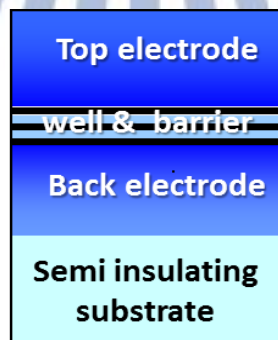 Top electrode
well & barrier
Back electrode
Semi insulating
substrate